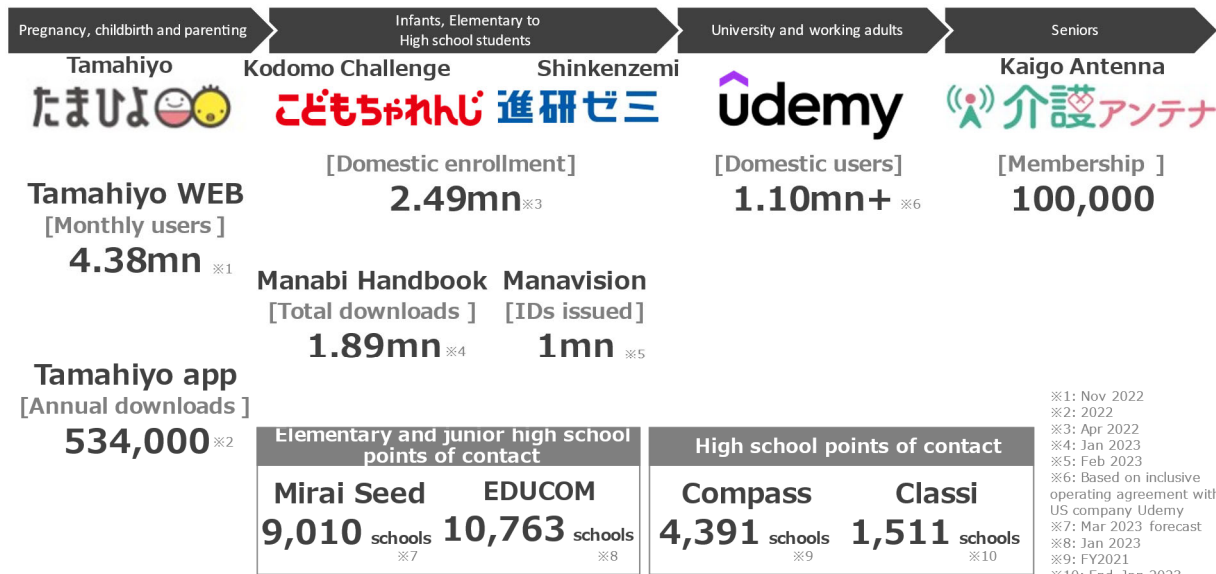 Pregnancy, childbirth and parenting
Infants, Elementary to
High school students
University and working adults
Seniors
Tamahiyo
たまひよ
Tamahiyo WEB
[Monthly users ]
4.38mn ※1
Tamahiyo app
[Annual downloads ]
534,000 ※2
Kodomo Challenge
こどもちゃれんじ
Shinkenzemi
進研ゼミ
[Domestic enrollment]
2.49mn ※3
Manabi Handbook
[Total downloads ]
1.89mn ※4
Manavision
[IDs issued]
1mn ※5
udemy
[Domestic users]
1.10mn+ ※6
Kaigo Antenna
介護アンテナ
[Membership ]
100,000
Elementary and junior high school
points of contact
Mirai Seed
9,010 schools
※7
EDUCOM
10,763 schools
※8
High school points of contact
Compass
4,391 schools
※9
Classi
1,511 schools
※10
※1: Nov 2022
※2: 2022
※3: Apr 2022
※4: Jan 2023
※5: Feb 2023
※6: Based on inclusive
operating agreement with
US company Udemy
※7: Mar 2023 forecast
※8: Jan 2023
※9: FY2021
※10: End-Jan 2023